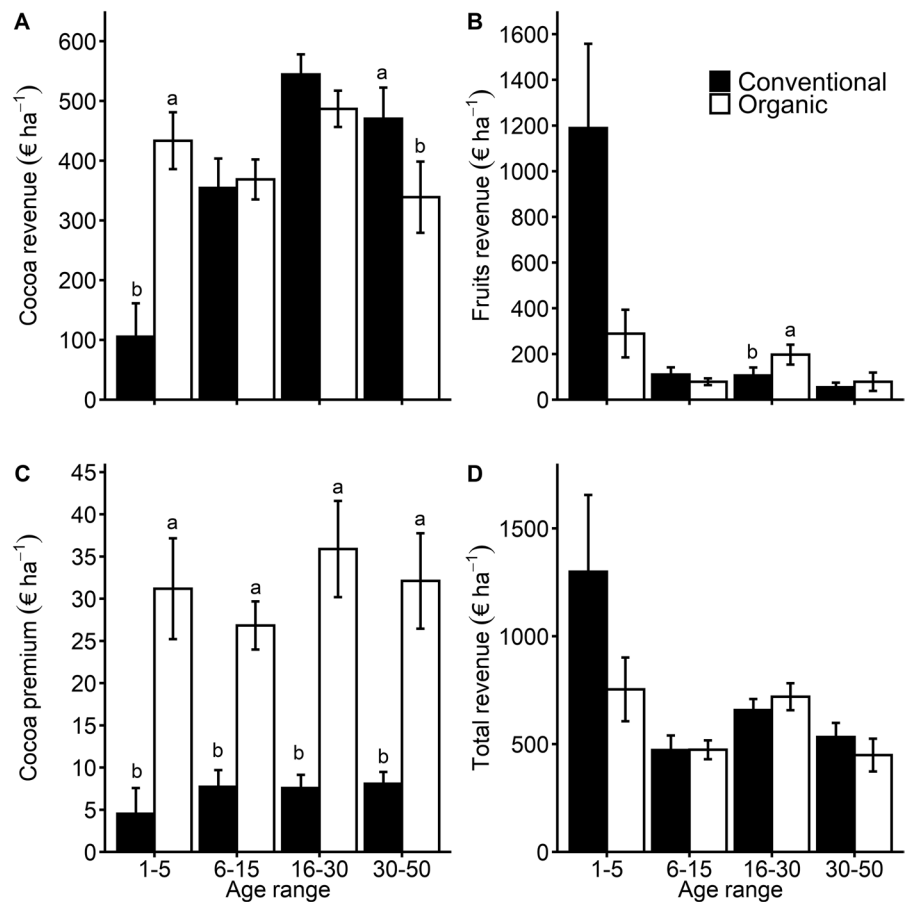 A
Cocoa revenue (€ ha⁻¹)
600
500
400
300
200
100
0
b
a
a
b
B
Fruits revenue (€ ha⁻¹)
1600
1400
1200
1000
800
600
400
200
0
Conventional
Organic
b
a
C
Cocoa premium (€ ha⁻¹)
45
40
35
30
25
20
15
10
5
0
b
a
b
a
b
a
b
a
1-5 6-15 16-30 30-50
Age range
D
Total revenue (€ ha⁻¹)
1500
1000
500
0
1-5 6-15 16-30 30-50
Age range